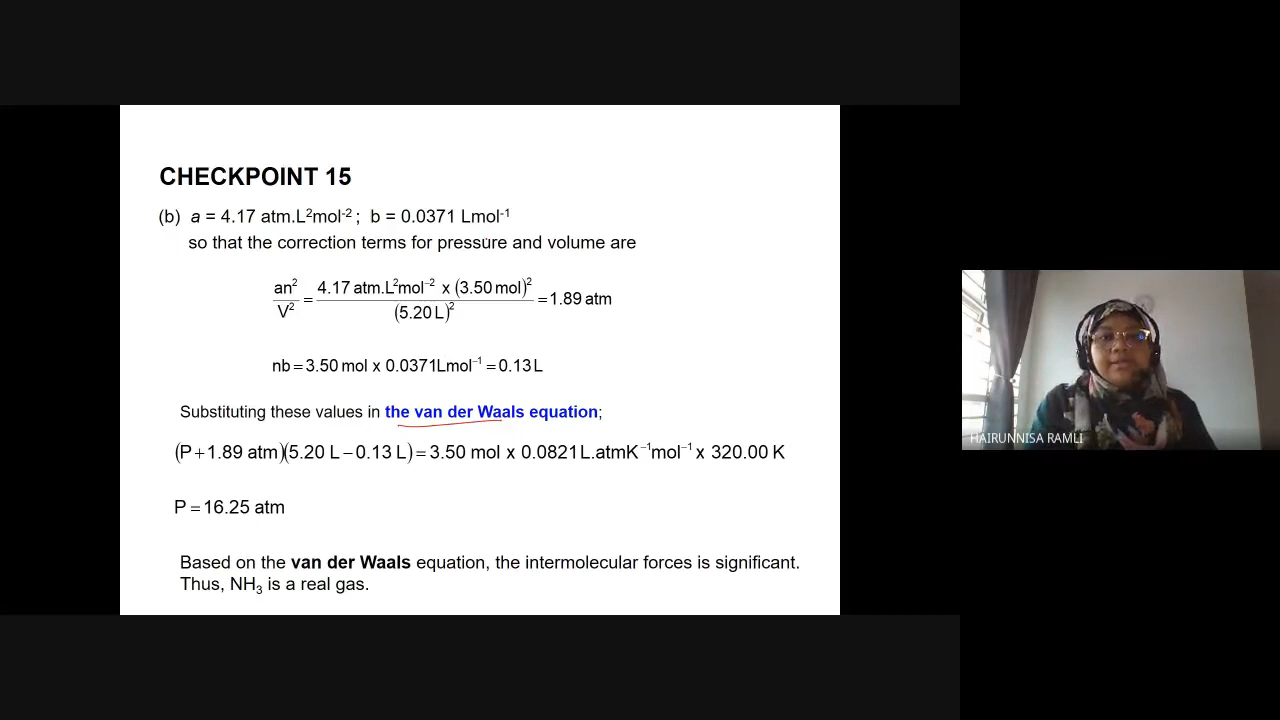 CHECKPOINT 15
(b) a = 4.17 atm.L²mol⁻² ; b = 0.0371 Lmol⁻¹
so that the correction terms for pressure and volume are
an²/V² = 4.17 atm.L²mol⁻² x (3.50 mol)²/(5.20 L)² = 1.89 atm
nb = 3.50 mol x 0.0371Lmol⁻¹ = 0.13 L
Substituting these values in the van der Waals equation;
(P + 1.89 atm)(5.20 L − 0.13 L) = 3.50 mol x 0.0821 L.atmK⁻¹mol⁻¹ x 320.00 K
P = 16.25 atm
Based on the van der Waals equation, the intermolecular forces is significant.
Thus, NH₃ is a real gas.
HAIRUNNISA RAMLI